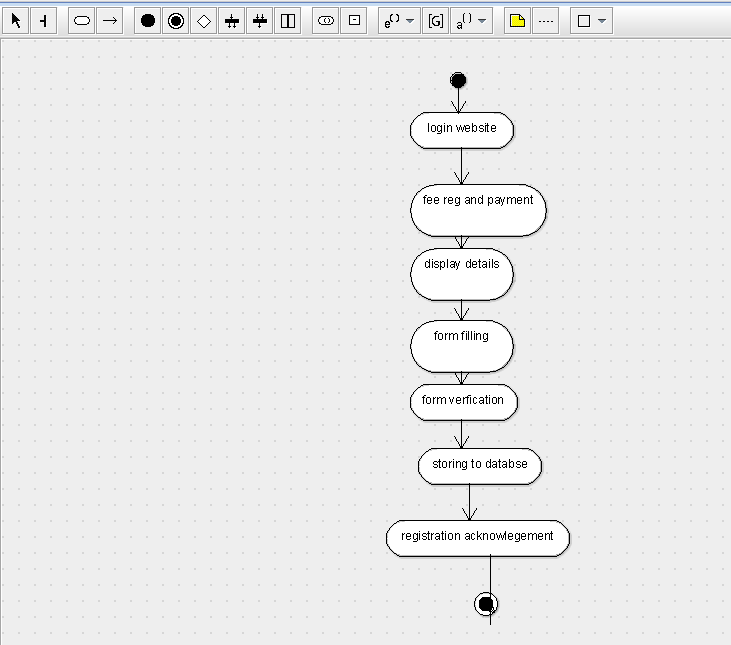 e()
[G]
a()
login website
fee reg and payment
display details
form filling
form verfication
storing to databse
registration acknowlegement